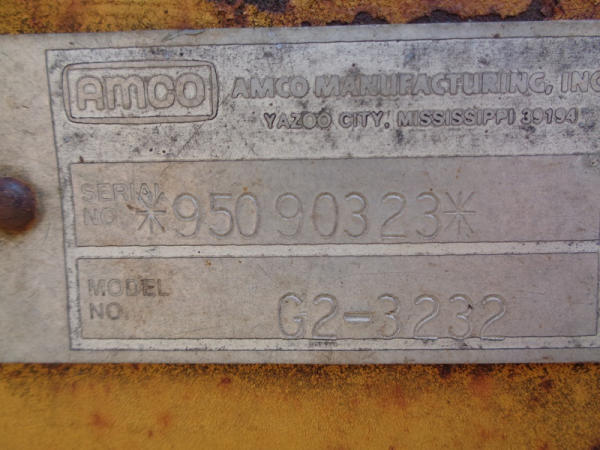 AMCO
AMCO MANUFACTURING, INC
YAZOO CITY, MISSISSIPPI 39194
SERIAL
NO. *95090323*
MODEL
NO. G2-3232